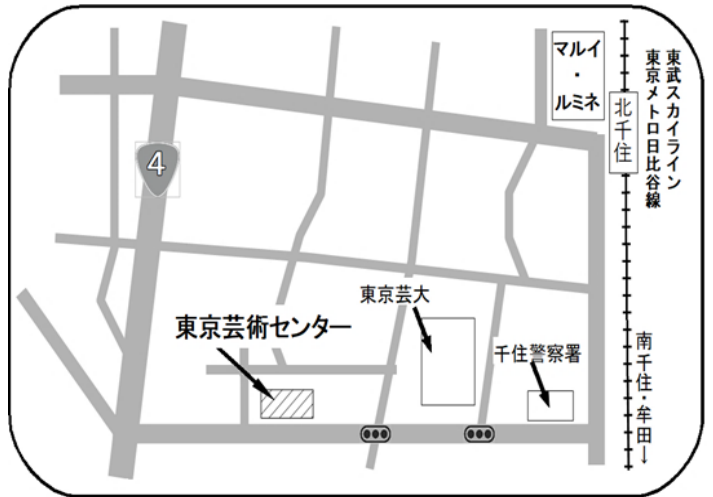 マルイ
・
ルミネ
東武スカイライン
東京メトロ日比谷線
北千住
4
東京芸大
東京芸術センター
千住警察署
南千住・牟田↓